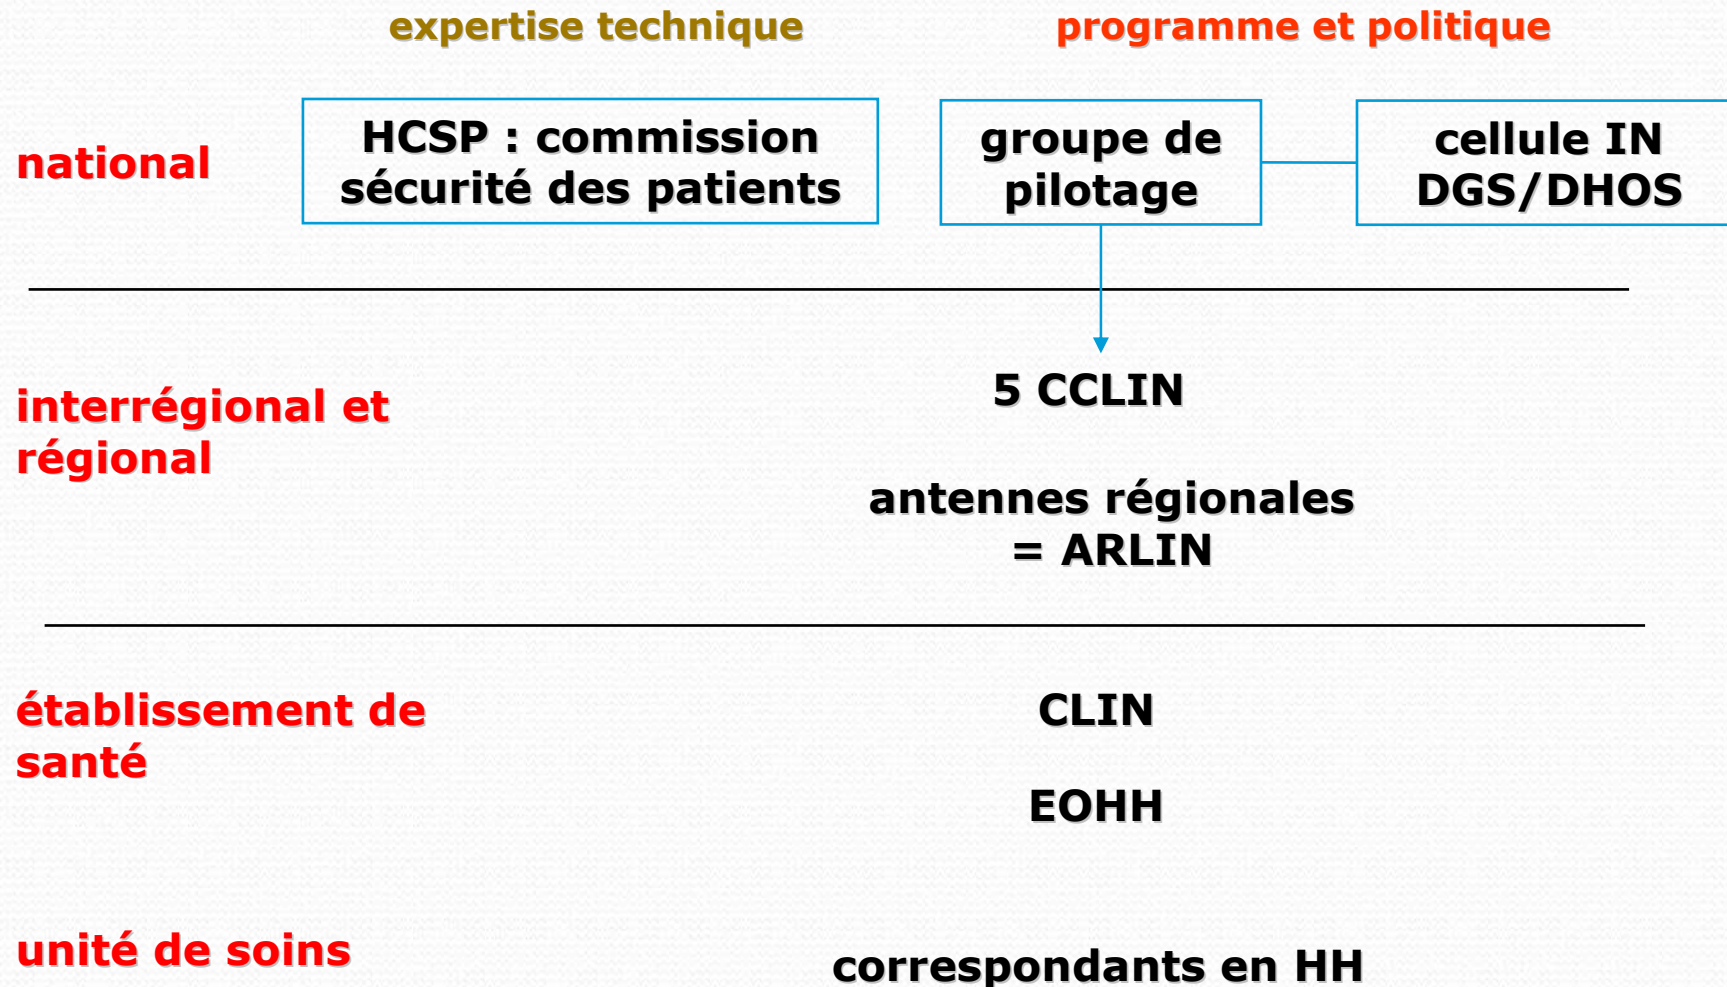 expertise technique
programme et politique
national
HCSP : commission
sécurité des patients
groupe de
pilotage
cellule IN
DGS/DHOS
interrégional et
régional
5 CCLIN
antennes régionales
= ARLIN
établissement de
santé
CLIN
EOHH
unité de soins
correspondants en HH